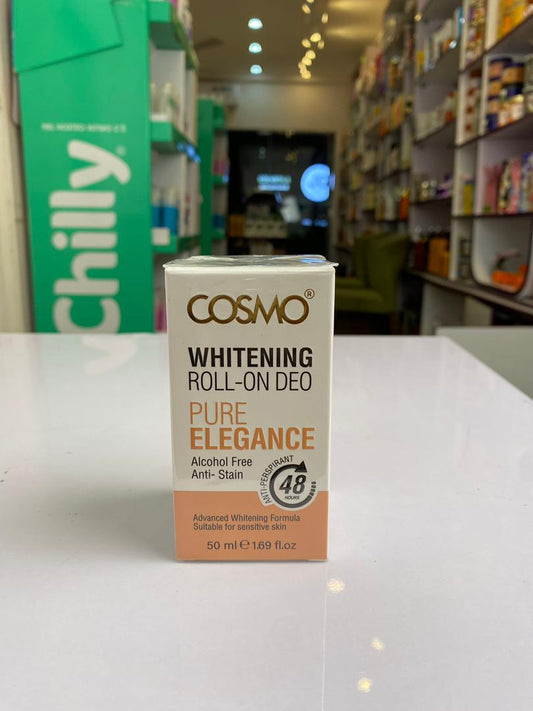 Chilly
COSMO®
WHITENING
ROLL-ON DEO
PURE
ELEGANCE
Alcohol Free
Anti- Stain
ANTI-PERSPIRANT
48
HOURS
Advanced Whitening Formula
Suitable for sensitive skin
50 ml ℮ 1.69 fl.oz